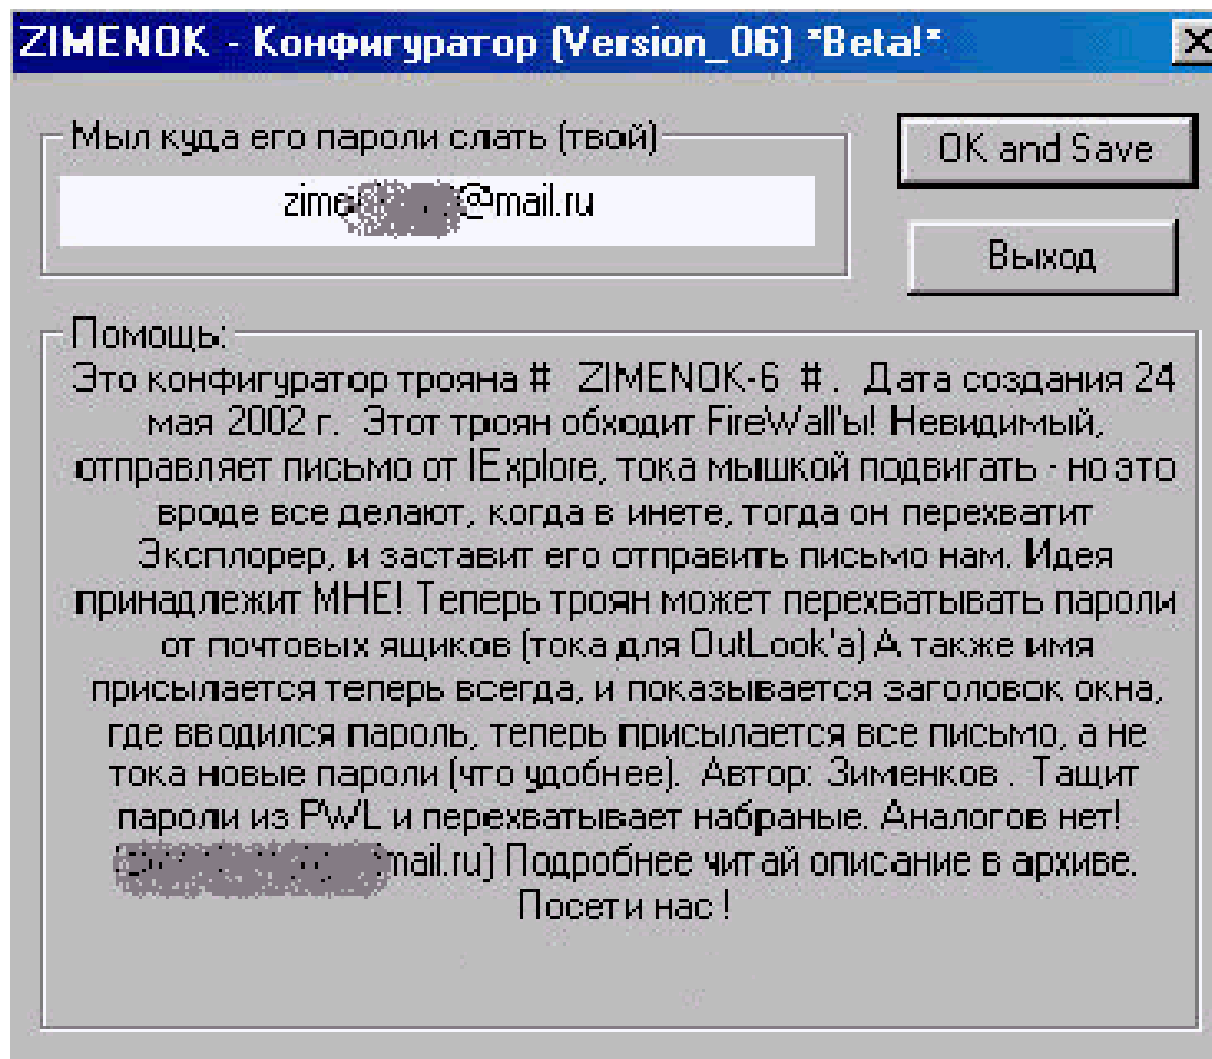 ZIMENOK - Конфигуратор (Version_06) *Beta!*
Мыл куда его пароли слать (твой)
OK and Save
@mail.ru
Выход
Помощь:
Это конфигуратор трояна # ZIMENOK-6 #. Дата создания 24
мая 2002 г. Этот троян обходит FireWall'ы! Невидимый,
отправляет письмо от IExplore, тока мышкой подвигать - но это
вроде все делают, когда в инете, тогда он перехватит
Эксплорер, и заставит его отправить письмо нам. Идея
принадлежит МНЕ! Теперь троян может перехватывать пароли
от почтовых ящиков (тока для OutLook'a) А также имя
присылается теперь всегда, и показывается заголовок окна,
где вводился пароль, теперь присылается все письмо, а не
тока новые пароли (что удобнее). Автор: Зименков . Тащит
пароли из PWL и перехватывает набраные. Аналогов нет!
mail.ru) Подробнее читай описание в архиве.
Посети нас !